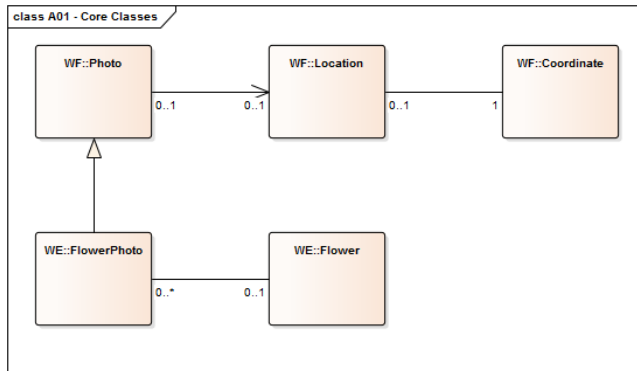 class A01 - Core Classes
WF::Photo
WF::Location
WF::Coordinate
0..1
0..1
0..1
1
WE::FlowerPhoto
WE::Flower
0..*
0..1